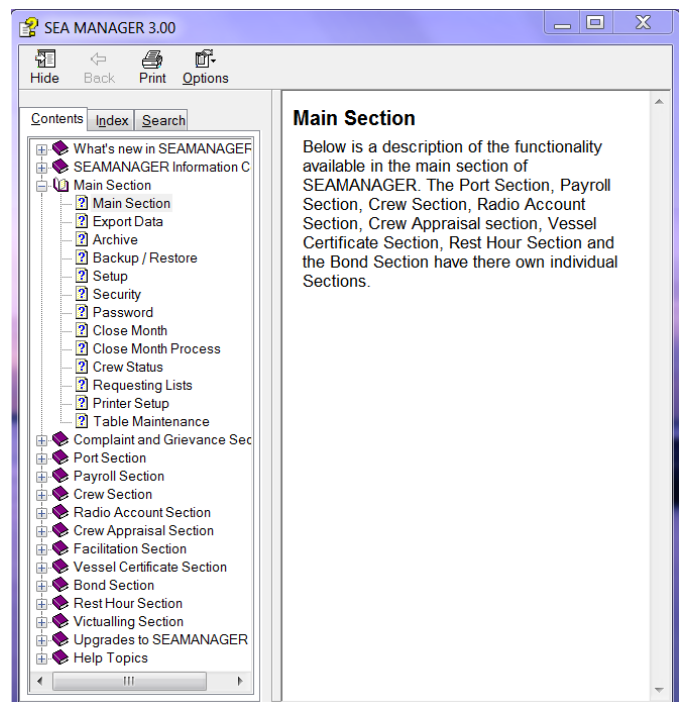 SEA MANAGER 3.00
Hide Back Print Options
Contents Index Search
What's new in SEAMANAGER
SEAMANAGER Information C
Main Section
Main Section
Export Data
Archive
Backup / Restore
Setup
Security
Password
Close Month
Close Month Process
Crew Status
Requesting Lists
Printer Setup
Table Maintenance
Complaint and Grievance Sec
Port Section
Payroll Section
Crew Section
Radio Account Section
Crew Appraisal Section
Facilitation Section
Vessel Certificate Section
Bond Section
Rest Hour Section
Victualling Section
Upgrades to SEAMANAGER
Help Topics
Main Section
Below is a description of the functionality
available in the main section of
SEAMANAGER. The Port Section, Payroll
Section, Crew Section, Radio Account
Section, Crew Appraisal section, Vessel
Certificate Section, Rest Hour Section and
the Bond Section have there own individual
Sections.